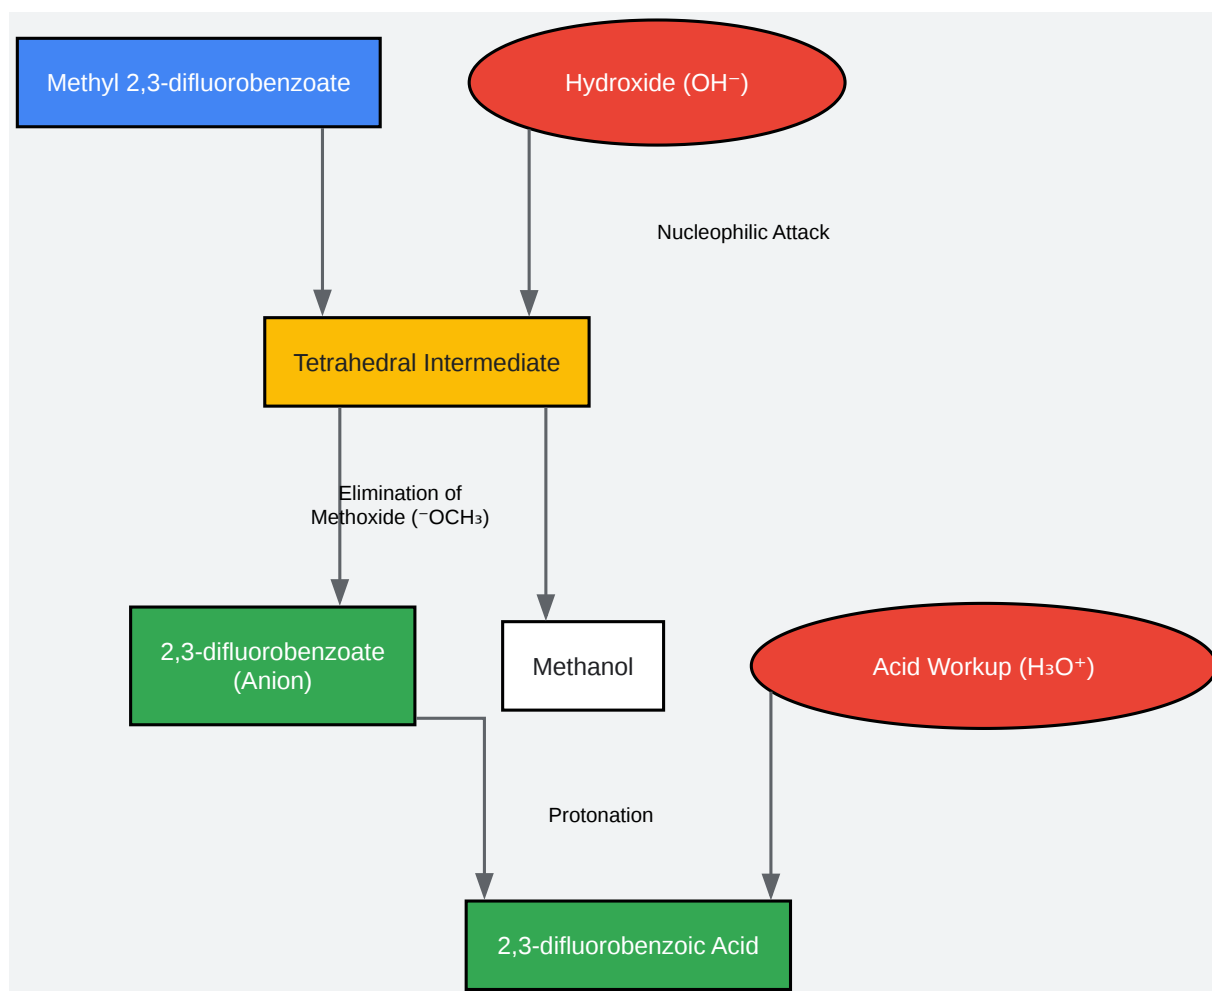 Methyl 2,3-difluorobenzoate
Hydroxide (OH⁻)
Nucleophilic Attack
Tetrahedral Intermediate
Elimination of
Methoxide (⁻OCH₃)
2,3-difluorobenzoate
(Anion)
Methanol
Acid Workup (H₃O⁺)
Protonation
2,3-difluorobenzoic Acid